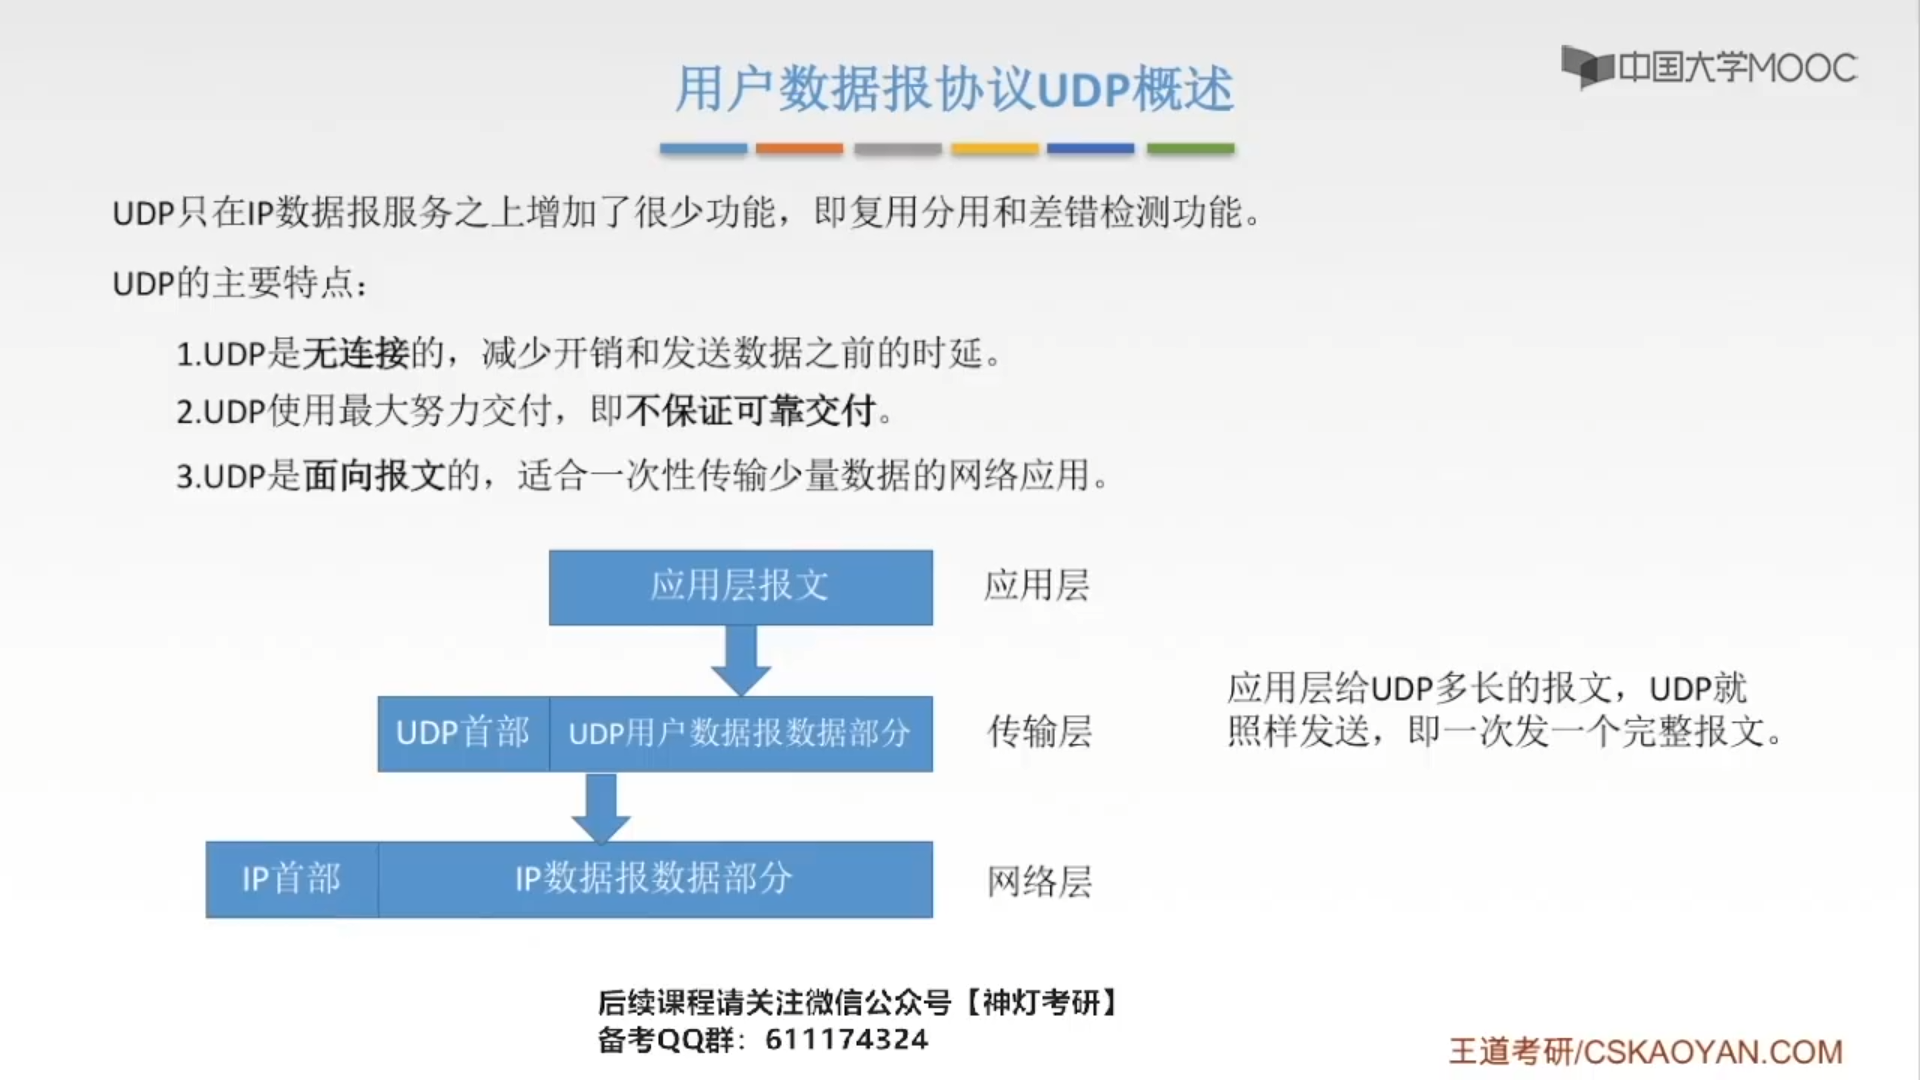 用户数据报协议UDP概述
中国大学MOOC
UDP只在IP数据报服务之上增加了很少功能，即复用分用和差错检测功能。
UDP的主要特点：
1.UDP是无连接的，减少开销和发送数据之前的时延。
2.UDP使用最大努力交付，即不保证可靠交付。
3.UDP是面向报文的，适合一次性传输少量数据的网络应用。
应用层报文
应用层
UDP首部
UDP用户数据报数据部分
传输层
应用层给UDP多长的报文，UDP就
照样发送，即一次发一个完整报文。
IP首部
IP数据报数据部分
网络层
后续课程请关注微信公众号【神灯考研】
备考QQ群：611174324
王道考研/CSKAOYAN.COM